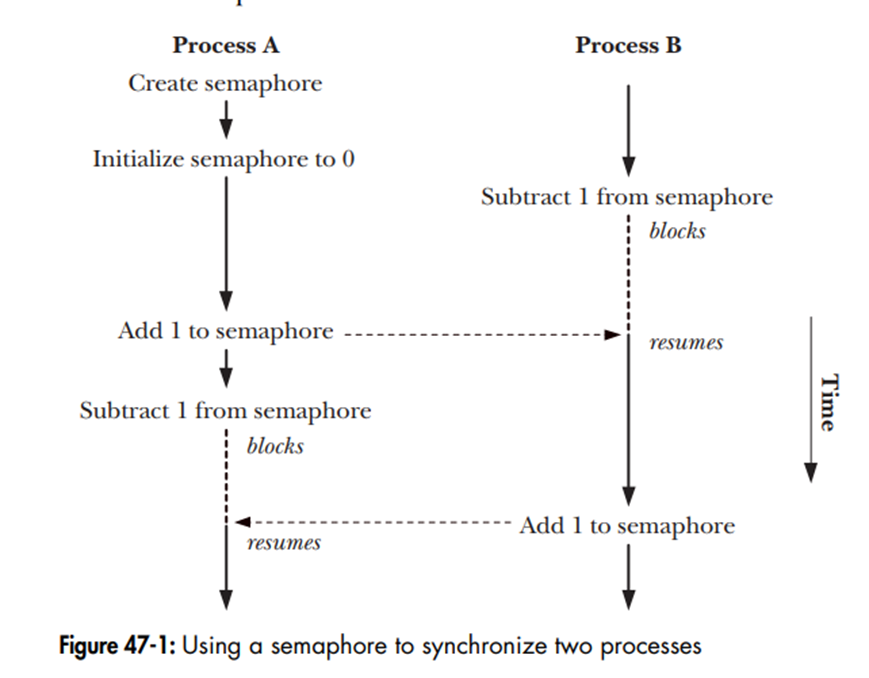 Process A
Process B
Create semaphore
Initialize semaphore to 0
Subtract 1 from semaphore
blocks
Add 1 to semaphore
resumes
Subtract 1 from semaphore
blocks
Time
Add 1 to semaphore
resumes
Figure 47-1: Using a semaphore to synchronize two processes